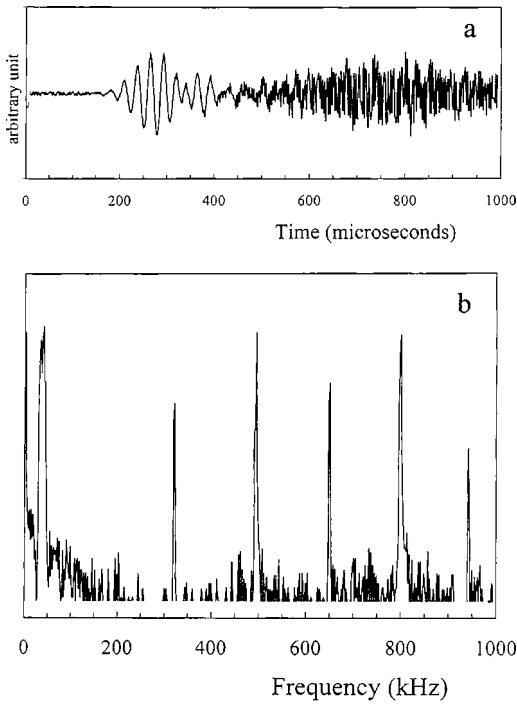 a
arbitrary unit
0 200 400 600 800 1000
Time (microseconds)
b
0 200 400 600 800 1000
Frequency (kHz)